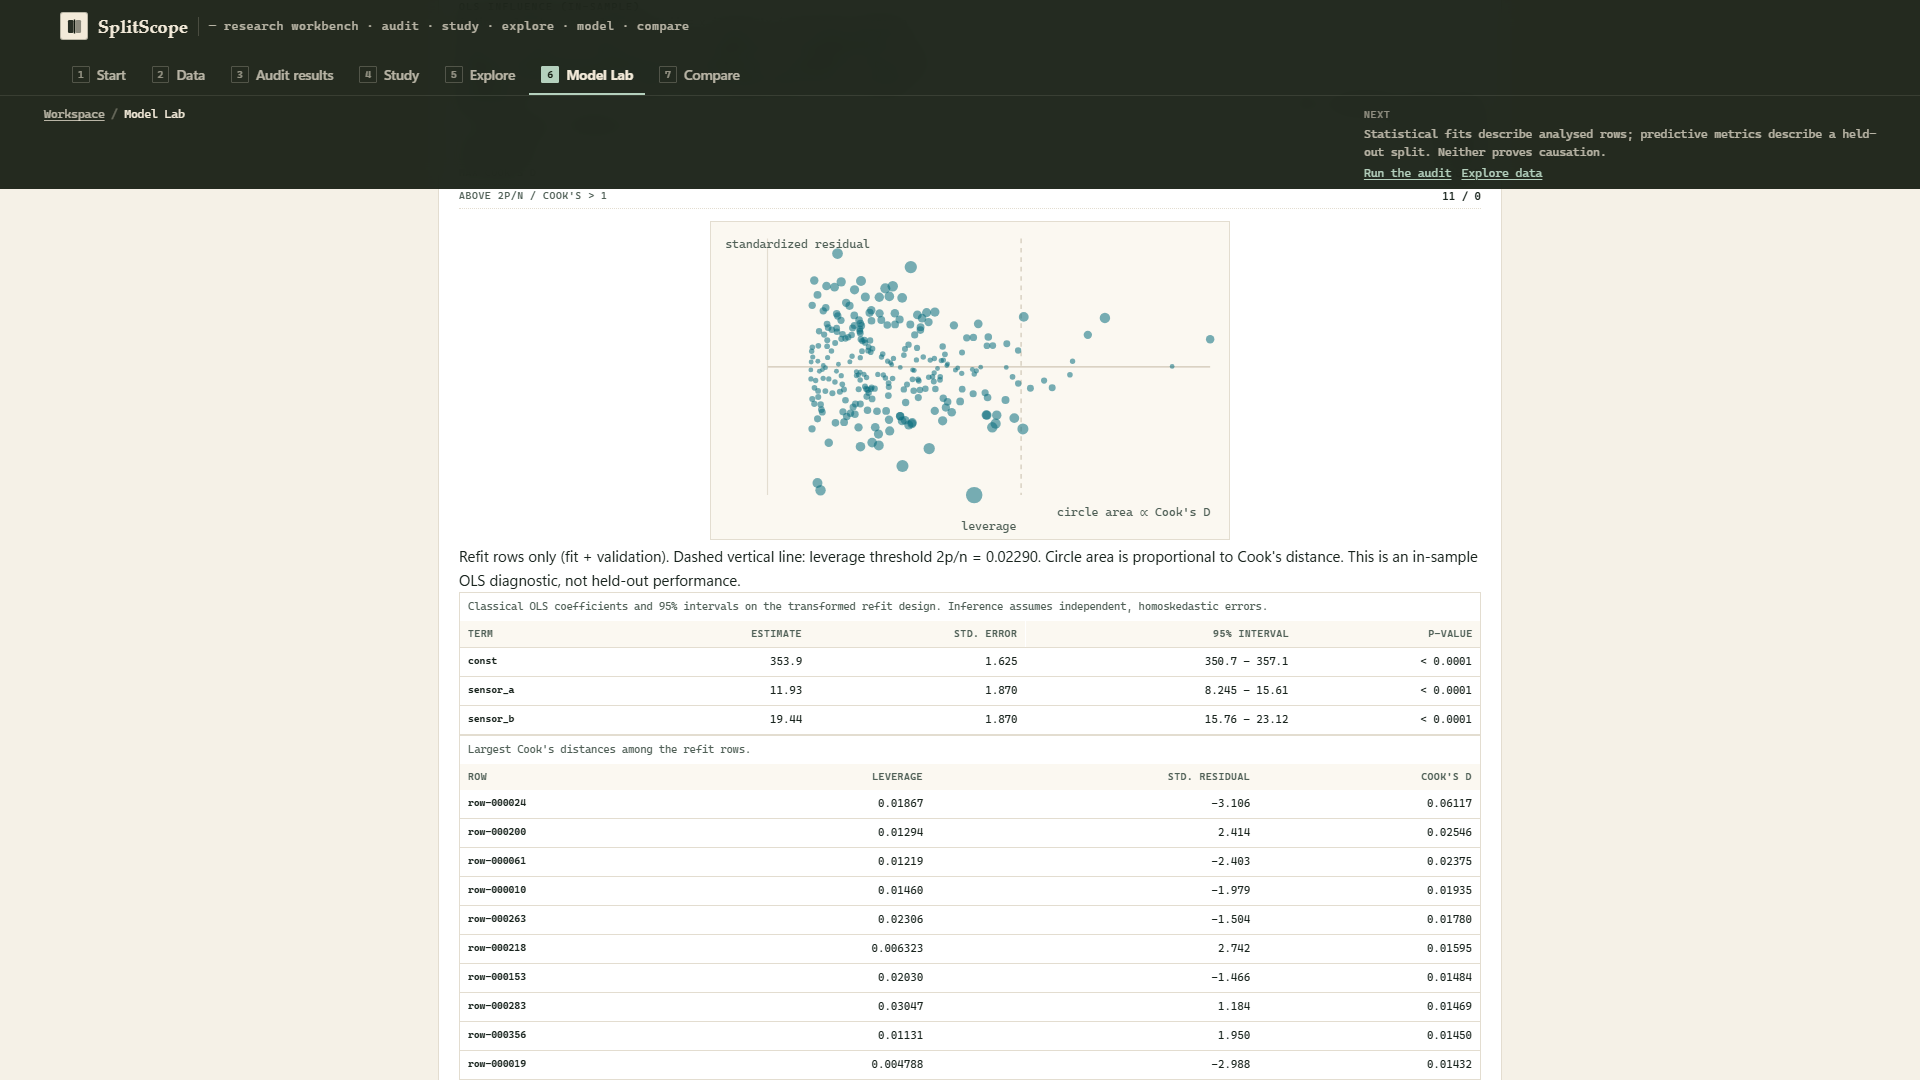 SplitScope
— research workbench · audit · study · explore · model · compare
1 Start
2 Data
3 Audit results
4 Study
5 Explore
6 Model Lab
7 Compare
Workspace / Model Lab
NEXT
Statistical fits describe analysed rows; predictive metrics describe a held-
out split. Neither proves causation.
Run the audit Explore data
ABOVE 2P/N / COOK'S > 1 11 / 0
standardized residual
circle area ∝ Cook's D
leverage
Refit rows only (fit + validation). Dashed vertical line: leverage threshold 2p/n = 0.02290. Circle area is proportional to Cook's distance. This is an in-sample
OLS diagnostic, not held-out performance.
Classical OLS coefficients and 95% intervals on the transformed refit design. Inference assumes independent, homoskedastic errors.
TERM ESTIMATE STD. ERROR 95% INTERVAL P-VALUE
const 353.9 1.625 350.7 – 357.1 < 0.0001
sensor_a 11.93 1.870 8.245 – 15.61 < 0.0001
sensor_b 19.44 1.870 15.76 – 23.12 < 0.0001
Largest Cook's distances among the refit rows.
ROW LEVERAGE STD. RESIDUAL COOK'S D
row-000024 0.01867 −3.106 0.06117
row-000200 0.01294 2.414 0.02546
row-000061 0.01219 −2.403 0.02375
row-000010 0.01460 −1.979 0.01935
row-000263 0.02306 −1.504 0.01780
row-000218 0.006323 2.742 0.01595
row-000153 0.02030 −1.466 0.01484
row-000283 0.03047 1.184 0.01469
row-000356 0.01131 1.950 0.01450
row-000019 0.004788 −2.988 0.01432